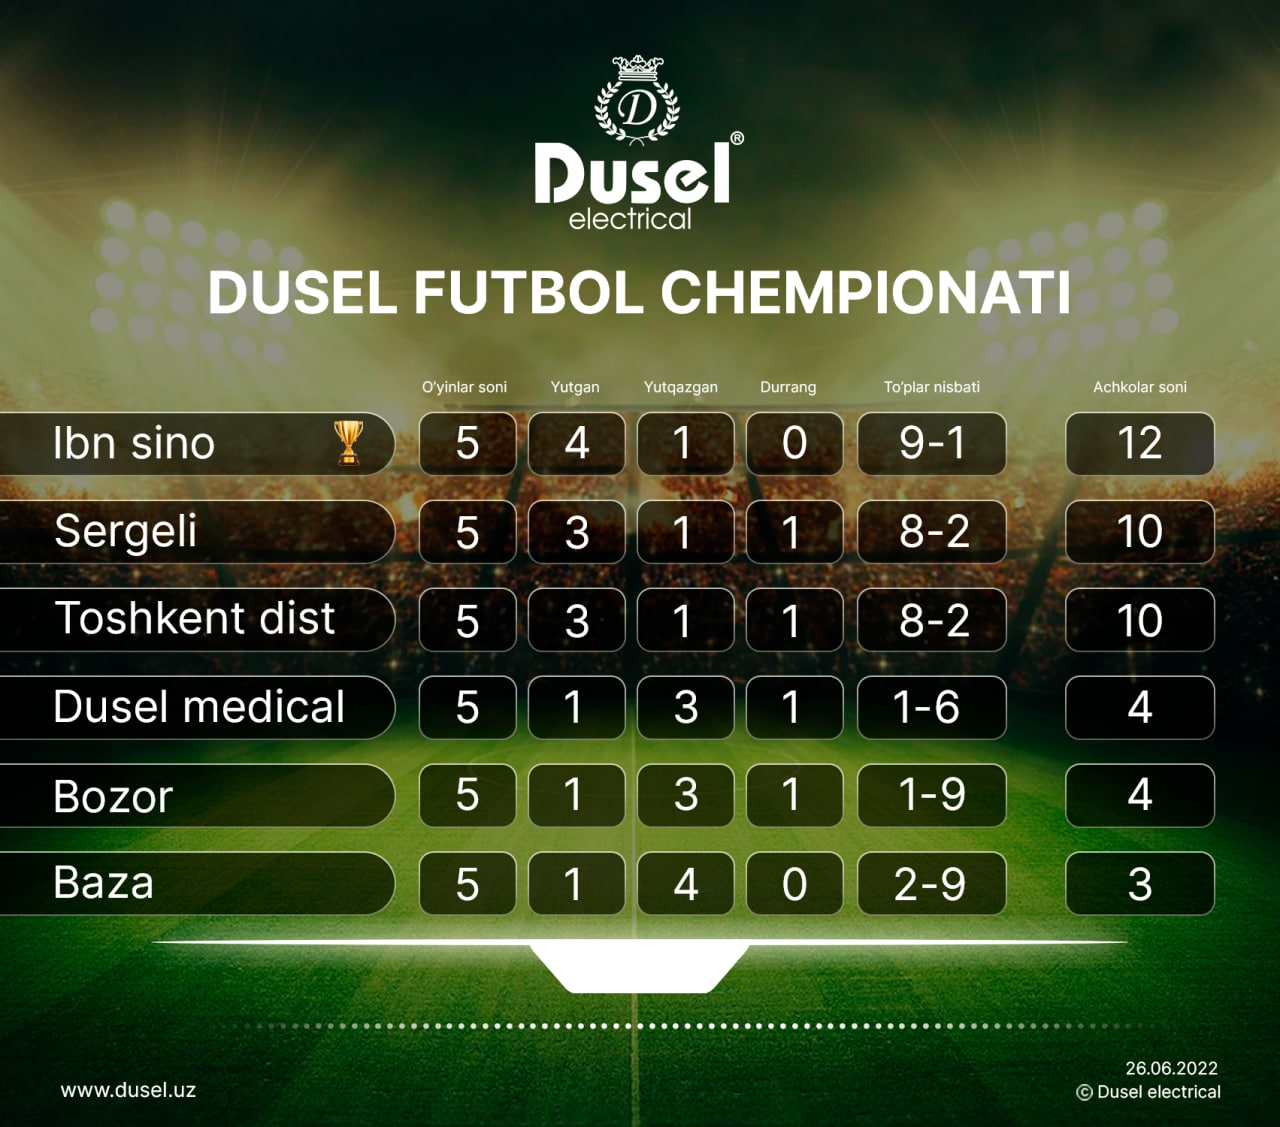 D
Dusel®
electrical
DUSEL FUTBOL CHEMPIONATI
O‘yinlar soni Yutgan Yutqazgan Durrang To‘plar nisbati Achkolar soni
Ibn sino 5 4 1 0 9-1 12
Sergeli 5 3 1 1 8-2 10
Toshkent dist 5 3 1 1 8-2 10
Dusel medical 5 1 3 1 1-6 4
Bozor 5 1 3 1 1-9 4
Baza 5 1 4 0 2-9 3
26.06.2022
www.dusel.uz © Dusel electrical